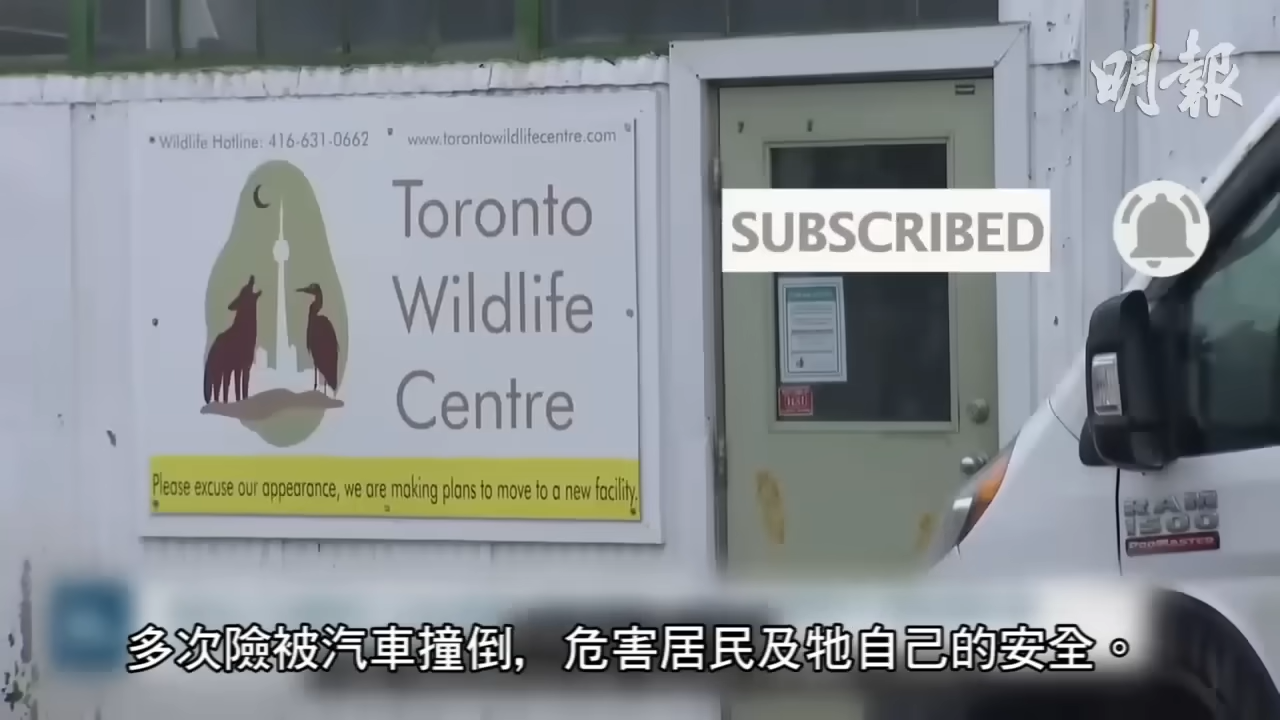 明報
Wildlife Hotline: 416-631-0662
www.torontowildlifecentre.com
Toronto
Wildlife
Centre
SUBSCRIBED
Please excuse our appearance, we are making plans to move to a new facility.
RAM
1500
PROMASTER
多次險被汽車撞倒，危害居民及牠自己的安全。